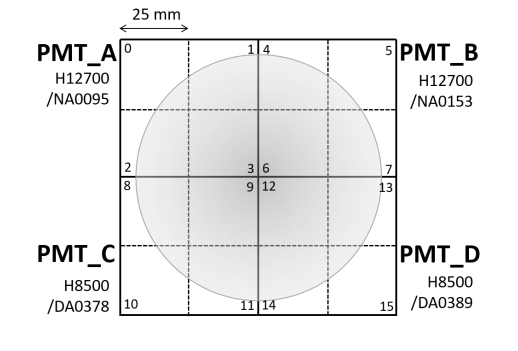 25 mm
PMT_A
H12700
/NA0095
0
1
4
5
PMT_B
H12700
/NA0153
2
3
6
7
8
9
12
13
PMT_C
H8500
/DA0378
10
11
14
15
PMT_D
H8500
/DA0389